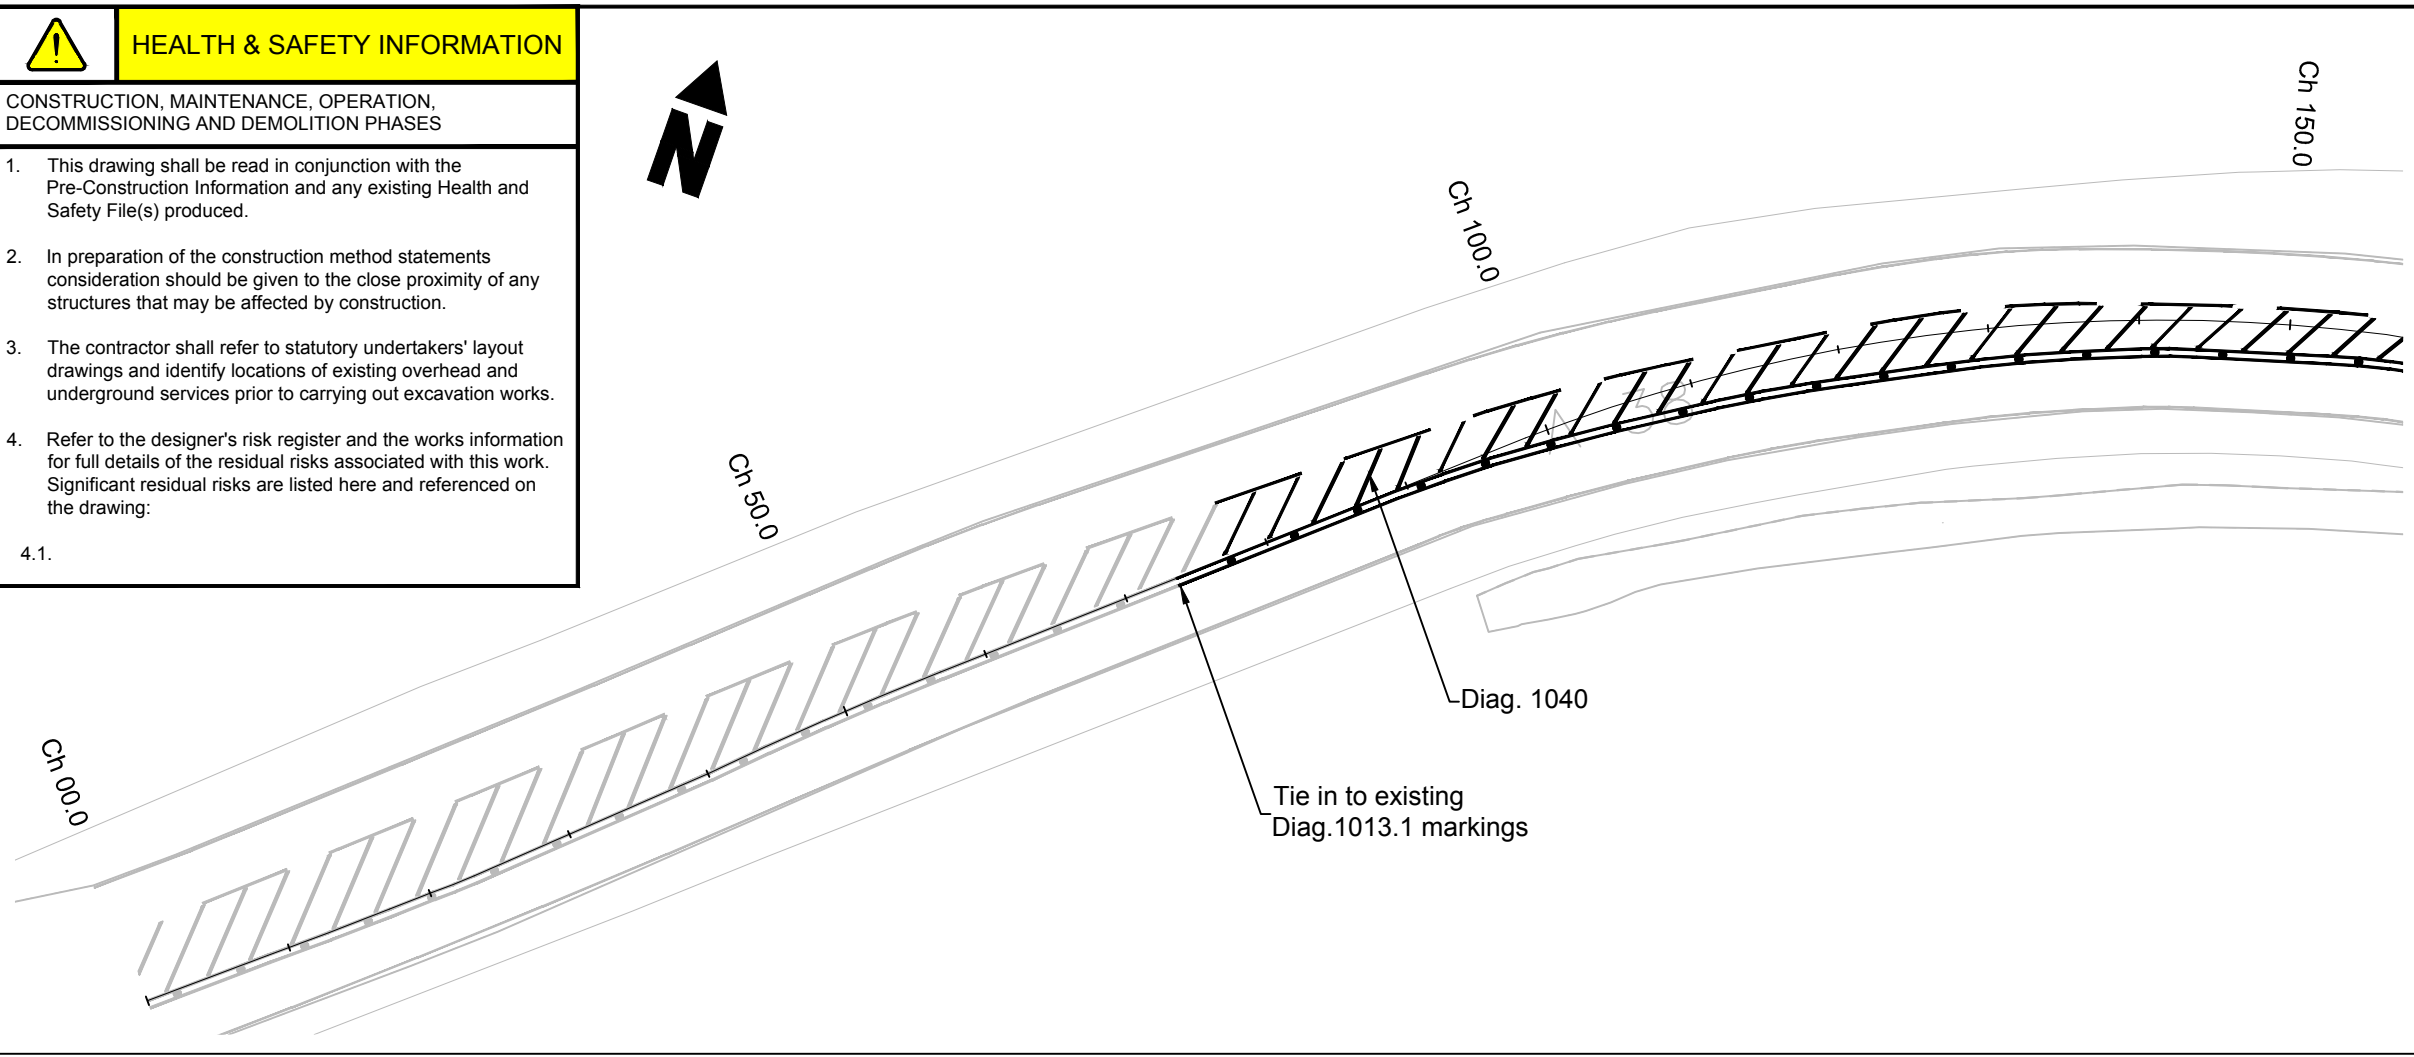 HEALTH & SAFETY INFORMATION
CONSTRUCTION, MAINTENANCE, OPERATION,
DECOMMISSIONING AND DEMOLITION PHASES
1. This drawing shall be read in conjunction with the
Pre-Construction Information and any existing Health and
Safety File(s) produced.
2. In preparation of the construction method statements
consideration should be given to the close proximity of any
structures that may be affected by construction.
3. The contractor shall refer to statutory undertakers' layout
drawings and identify locations of existing overhead and
underground services prior to carrying out excavation works.
4. Refer to the designer's risk register and the works information
for full details of the residual risks associated with this work.
Significant residual risks are listed here and referenced on
the drawing:
4.1.
N
Ch 00.0
Ch 50.0
Ch 100.0
Ch 150.0
A 38
Diag. 1040
Tie in to existing
Diag.1013.1 markings